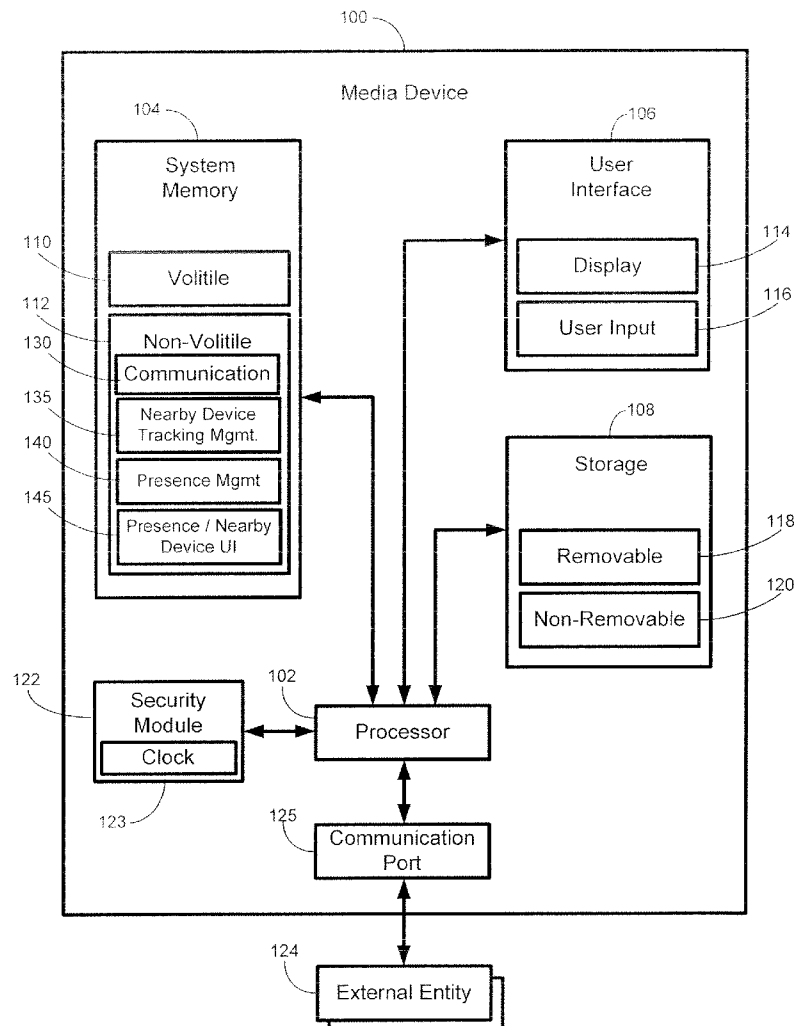 100
Media Device
104
System
Memory
110
Volitile
112
Non-Volitile
130
Communication
135
Nearby Device
Tracking Mgmt.
140
Presence Mgmt
145
Presence / Nearby
Device UI
106
User
Interface
114
Display
116
User Input
108
Storage
118
Removable
120
Non-Removable
122
Security
Module
Clock
123
102
Processor
125
Communication
Port
124
External Entity